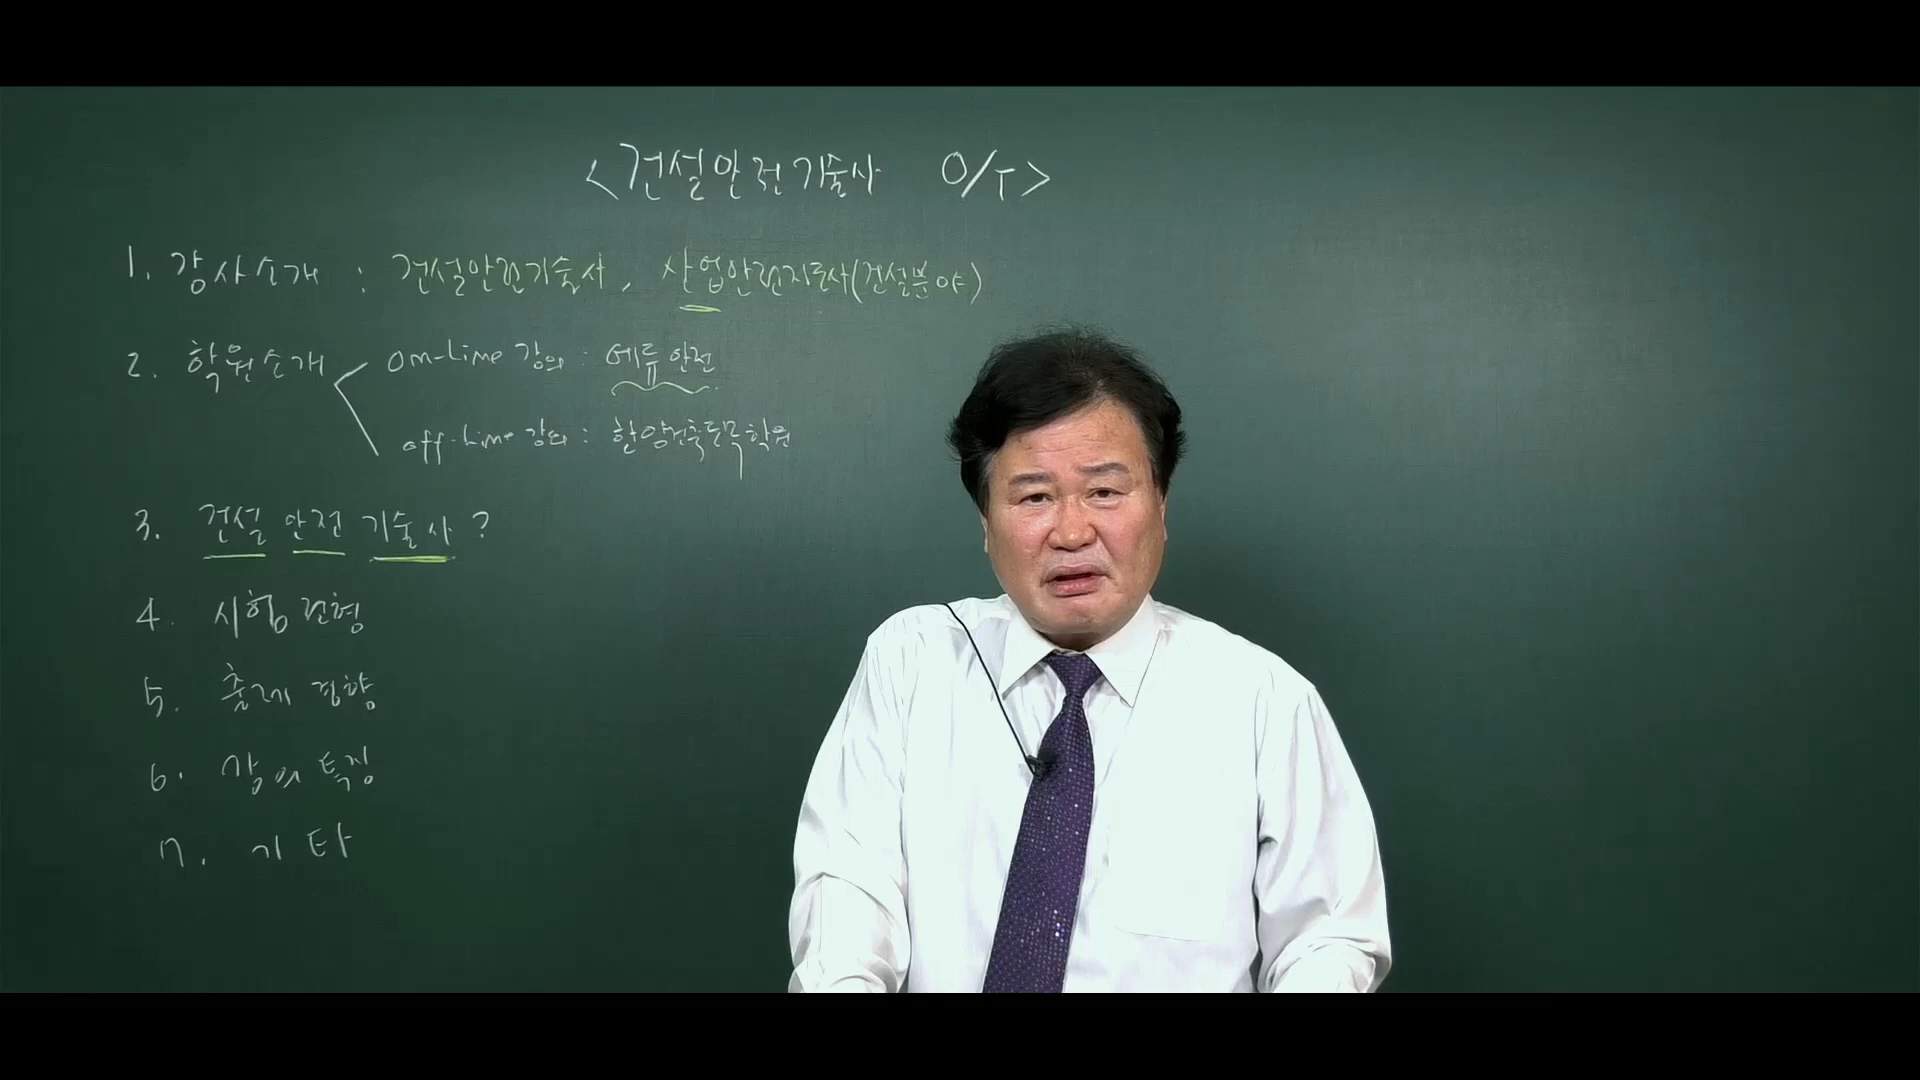 <건설안전기술사 O/T>
1. 강사소개 : 건설안전기술사, 산업안전지도사(건설분야)
2. 학원소개 on-Line 강의 : 에듀안전
off-Line 강의 : 한양건축토목학원
3. 건설 안전 기술사?
4. 시험 전형
5. 출제 경향
6. 강의 특징
7. 기타